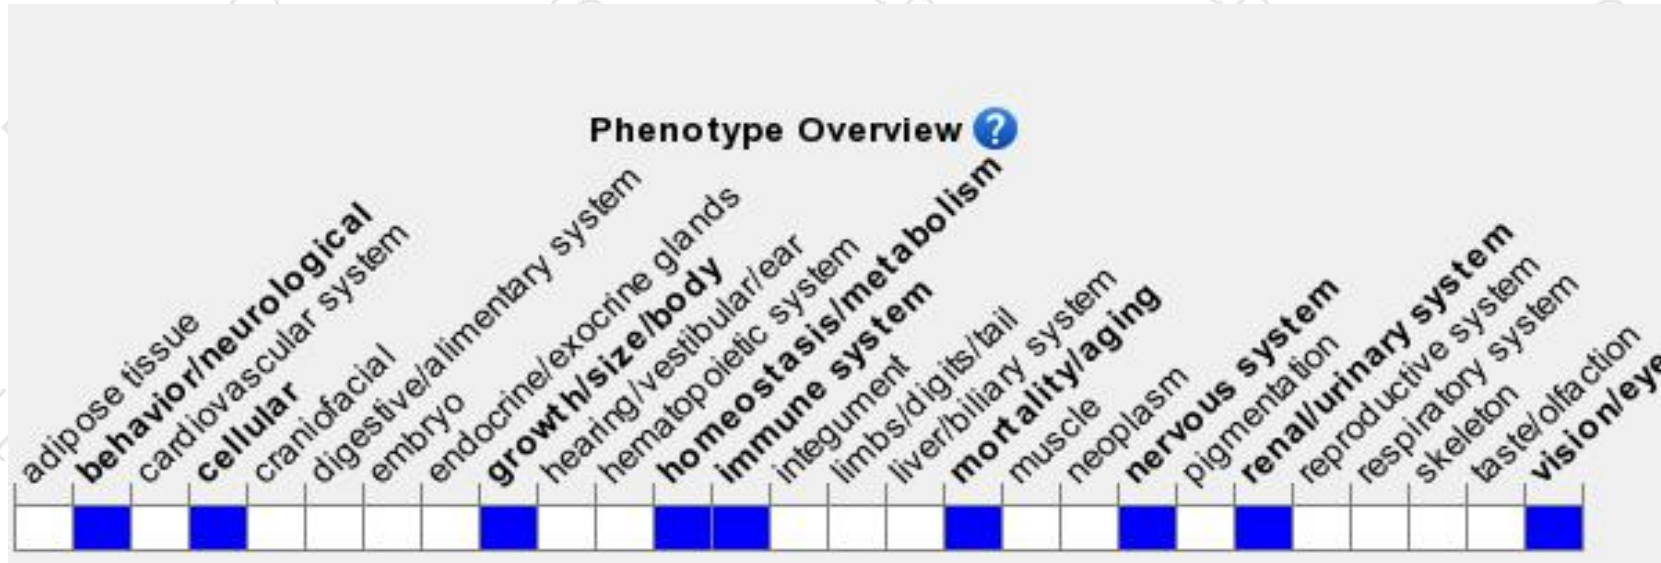 Phenotype Overview ?
adipose tissue
behavior/neurological
cardiovascular system
cellular
craniofacial
digestive/alimentary system
embryo
endocrine/exocrine glands
growth/size/body
hearing/vestibular/ear
hematopoietic system
homeostasis/metabolism
immune system
integument
limbs/digits/tail
liver/biliary system
mortality/aging
muscle
neoplasm
nervous system
pigmentation
renal/urinary system
reproductive system
respiratory system
skeleton
taste/olfaction
vision/eye